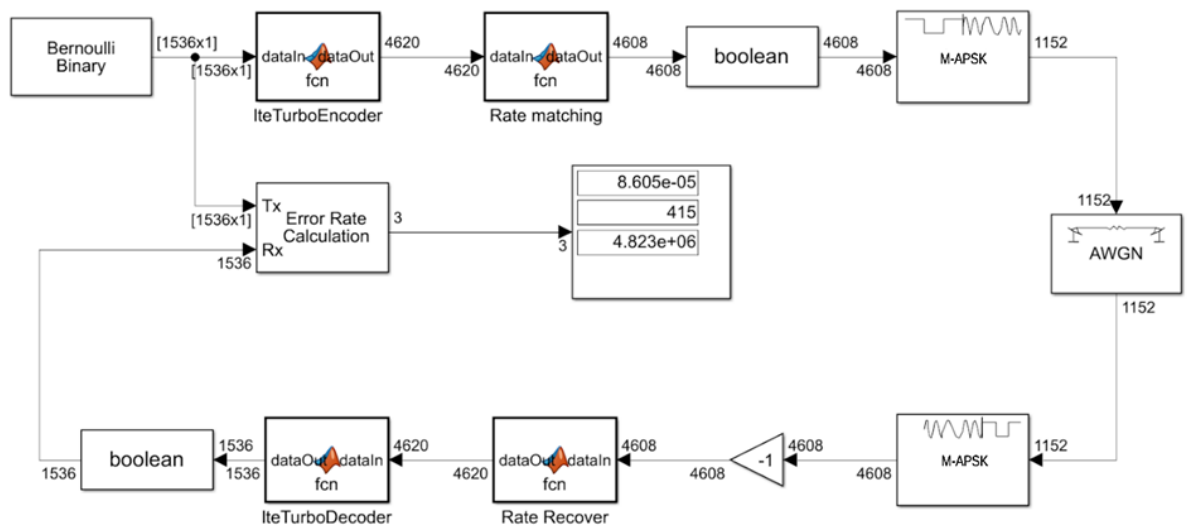 Bernoulli
Binary
[1536x1]
[1536x1]
dataIn
dataOut
fcn
lteTurboEncoder
4620
4620
dataIn
dataOut
fcn
Rate matching
4608
4608
boolean
4608
4608
M-APSK
1152
1152
AWGN
1152
[1536x1]
Tx
Rx
Error Rate
Calculation
1536
3
3
8.605e-05
415
4.823e+06
1536
boolean
1536
1536
dataOut
dataIn
fcn
lteTurboDecoder
4620
4620
dataOut
dataIn
fcn
Rate Recover
4608
4608
-1
4608
4608
M-APSK
1152